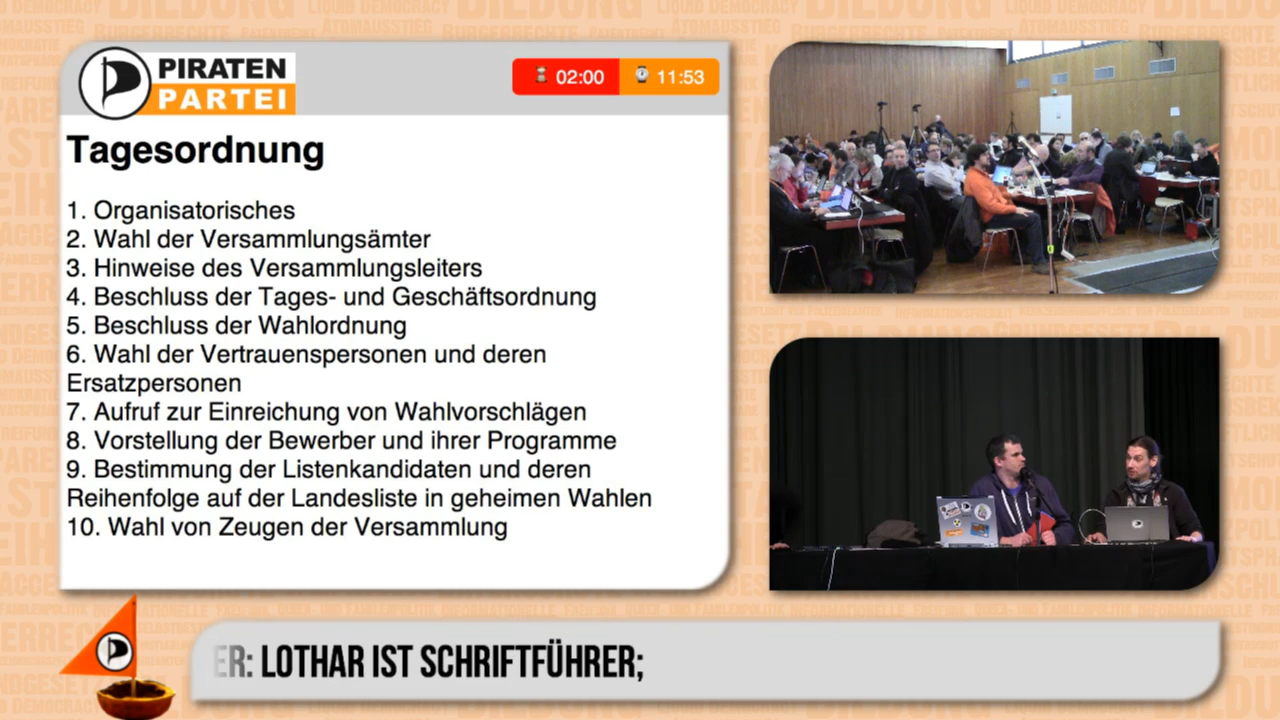 PIRATEN
PARTEI
02:00
11:53
Tagesordnung
1. Organisatorisches
2. Wahl der Versammlungsämter
3. Hinweise des Versammlungsleiters
4. Beschluss der Tages- und Geschäftsordnung
5. Beschluss der Wahlordnung
6. Wahl der Vertrauenspersonen und deren
Ersatzpersonen
7. Aufruf zur Einreichung von Wahlvorschlägen
8. Vorstellung der Bewerber und ihrer Programme
9. Bestimmung der Listenkandidaten und deren
Reihenfolge auf der Landesliste in geheimen Wahlen
10. Wahl von Zeugen der Versammlung
ER: LOTHAR IST SCHRIFTFÜHRER;